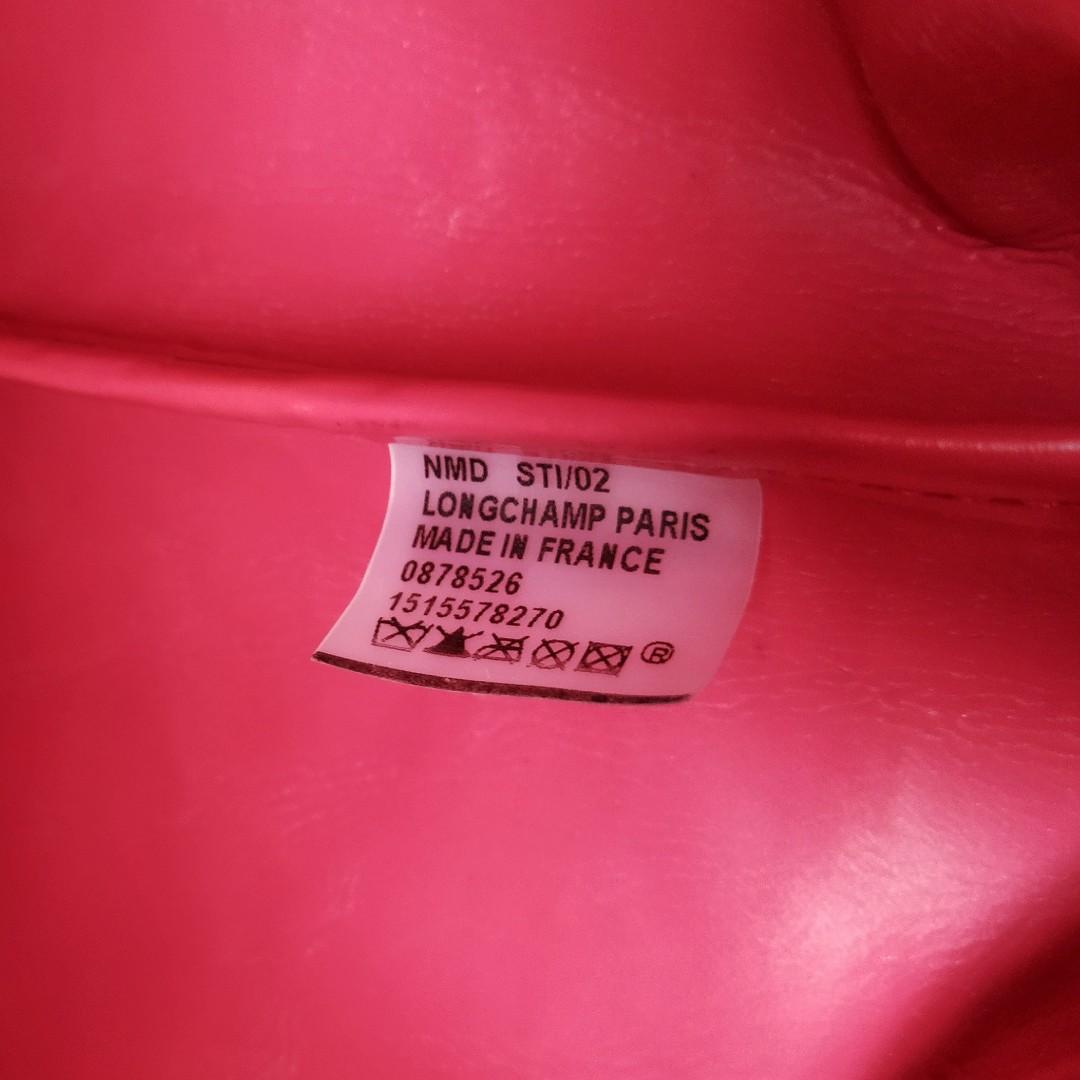 NMD STI/02
LONGCHAMP PARIS
MADE IN FRANCE
0878526
1515578270
®